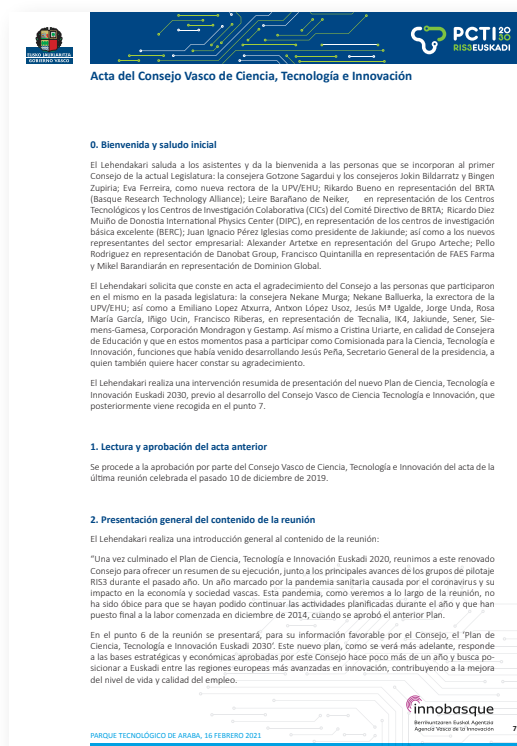 EUSKO JAURLARITZA
GOBIERNO VASCO
PCTI 20
30
RIS3EUSKADI
Acta del Consejo Vasco de Ciencia, Tecnología e Innovación
0. Bienvenida y saludo inicial
El Lehendakari saluda a los asistentes y da la bienvenida a las personas que se incorporan al primer
Consejo de la actual Legislatura: la consejera Gotzone Sagardui y los consejeros Jokin Bildarratz y Bingen
Zupiria; Eva Ferreira, como nueva rectora de la UPV/EHU; Rikardo Bueno en representación del BRTA
(Basque Research Technology Alliance); Leire Barañano de Neiker, en representación de los Centros
Tecnológicos y los Centros de Investigación Colaborativa (CICs) del Comité Directivo de BRTA; Ricardo Diez
Muiño de Donostia International Physics Center (DIPC), en representación de los centros de investigación
básica excelente (BERC); Juan Ignacio Pérez Iglesias como presidente de Jakiunde; así como a los nuevos
representantes del sector empresarial: Alexander Artetxe en representación del Grupo Arteche; Pello
Rodriguez en representación de Danobat Group, Francisco Quintanilla en representación de FAES Farma
y Mikel Barandiarán en representación de Dominion Global.
El Lehendakari solicita que conste en acta el agradecimiento del Consejo a las personas que participaron
en el mismo en la pasada legislatura: la consejera Nekane Murga; Nekane Balluerka, la exrectora de la
UPV/EHU; así como a Emiliano Lopez Atxurra, Antxon López Usoz, Jesús Mª Ugalde, Jorge Unda, Rosa
María García, Iñigo Ucin, Francisco Riberas, en representación de Tecnalia, IK4, Jakiunde, Sener, Sie-
mens-Gamesa, Corporación Mondragon y Gestamp. Así mismo a Cristina Uriarte, en calidad de Consejera
de Educación y que en estos momentos pasa a participar como Comisionada para la Ciencia, Tecnología e
Innovación, funciones que había venido desarrollando Jesús Peña, Secretario General de la presidencia, a
quien también quiere hacer constar su agradecimiento.
El Lehendakari realiza una intervención resumida de presentación del nuevo Plan de Ciencia, Tecnología e
Innovación Euskadi 2030, previo al desarrollo del Consejo Vasco de Ciencia Tecnología e Innovación, que
posteriormente viene recogida en el punto 7.
1. Lectura y aprobación del acta anterior
Se procede a la aprobación por parte del Consejo Vasco de Ciencia, Tecnología e Innovación del acta de la
última reunión celebrada el pasado 10 de diciembre de 2019.
2. Presentación general del contenido de la reunión
El Lehendakari realiza una introducción general al contenido de la reunión:
“Una vez culminado el Plan de Ciencia, Tecnología e Innovación Euskadi 2020, reunimos a este renovado
Consejo para ofrecer un resumen de su ejecución, junto a los principales avances de los grupos de pilotaje
RIS3 durante el pasado año. Un año marcado por la pandemia sanitaria causada por el coronavirus y su
impacto en la economía y sociedad vascas. Esta pandemia, como veremos a lo largo de la reunión, no
ha sido óbice para que se hayan podido continuar las actividades planificadas durante el año y que han
puesto final a la labor comenzada en diciembre de 2014, cuando se aprobó el anterior Plan.
En el punto 6 de la reunión se presentará, para su información favorable por el Consejo, el ‘Plan de
Ciencia, Tecnología e Innovación Euskadi 2030’. Este nuevo plan, como se verá más adelante, responde
a las bases estratégicas y económicas aprobadas por este Consejo hace poco más de un año y busca po-
sicionar a Euskadi entre las regiones europeas más avanzadas en innovación, contribuyendo a la mejora
del nivel de vida y calidad del empleo.
innobasque
Berrikuntzaren Euskal Agentzia
Agencia Vasca de la Innovación
7
PARQUE TECNOLÓGICO DE ARABA, 16 FEBRERO 2021